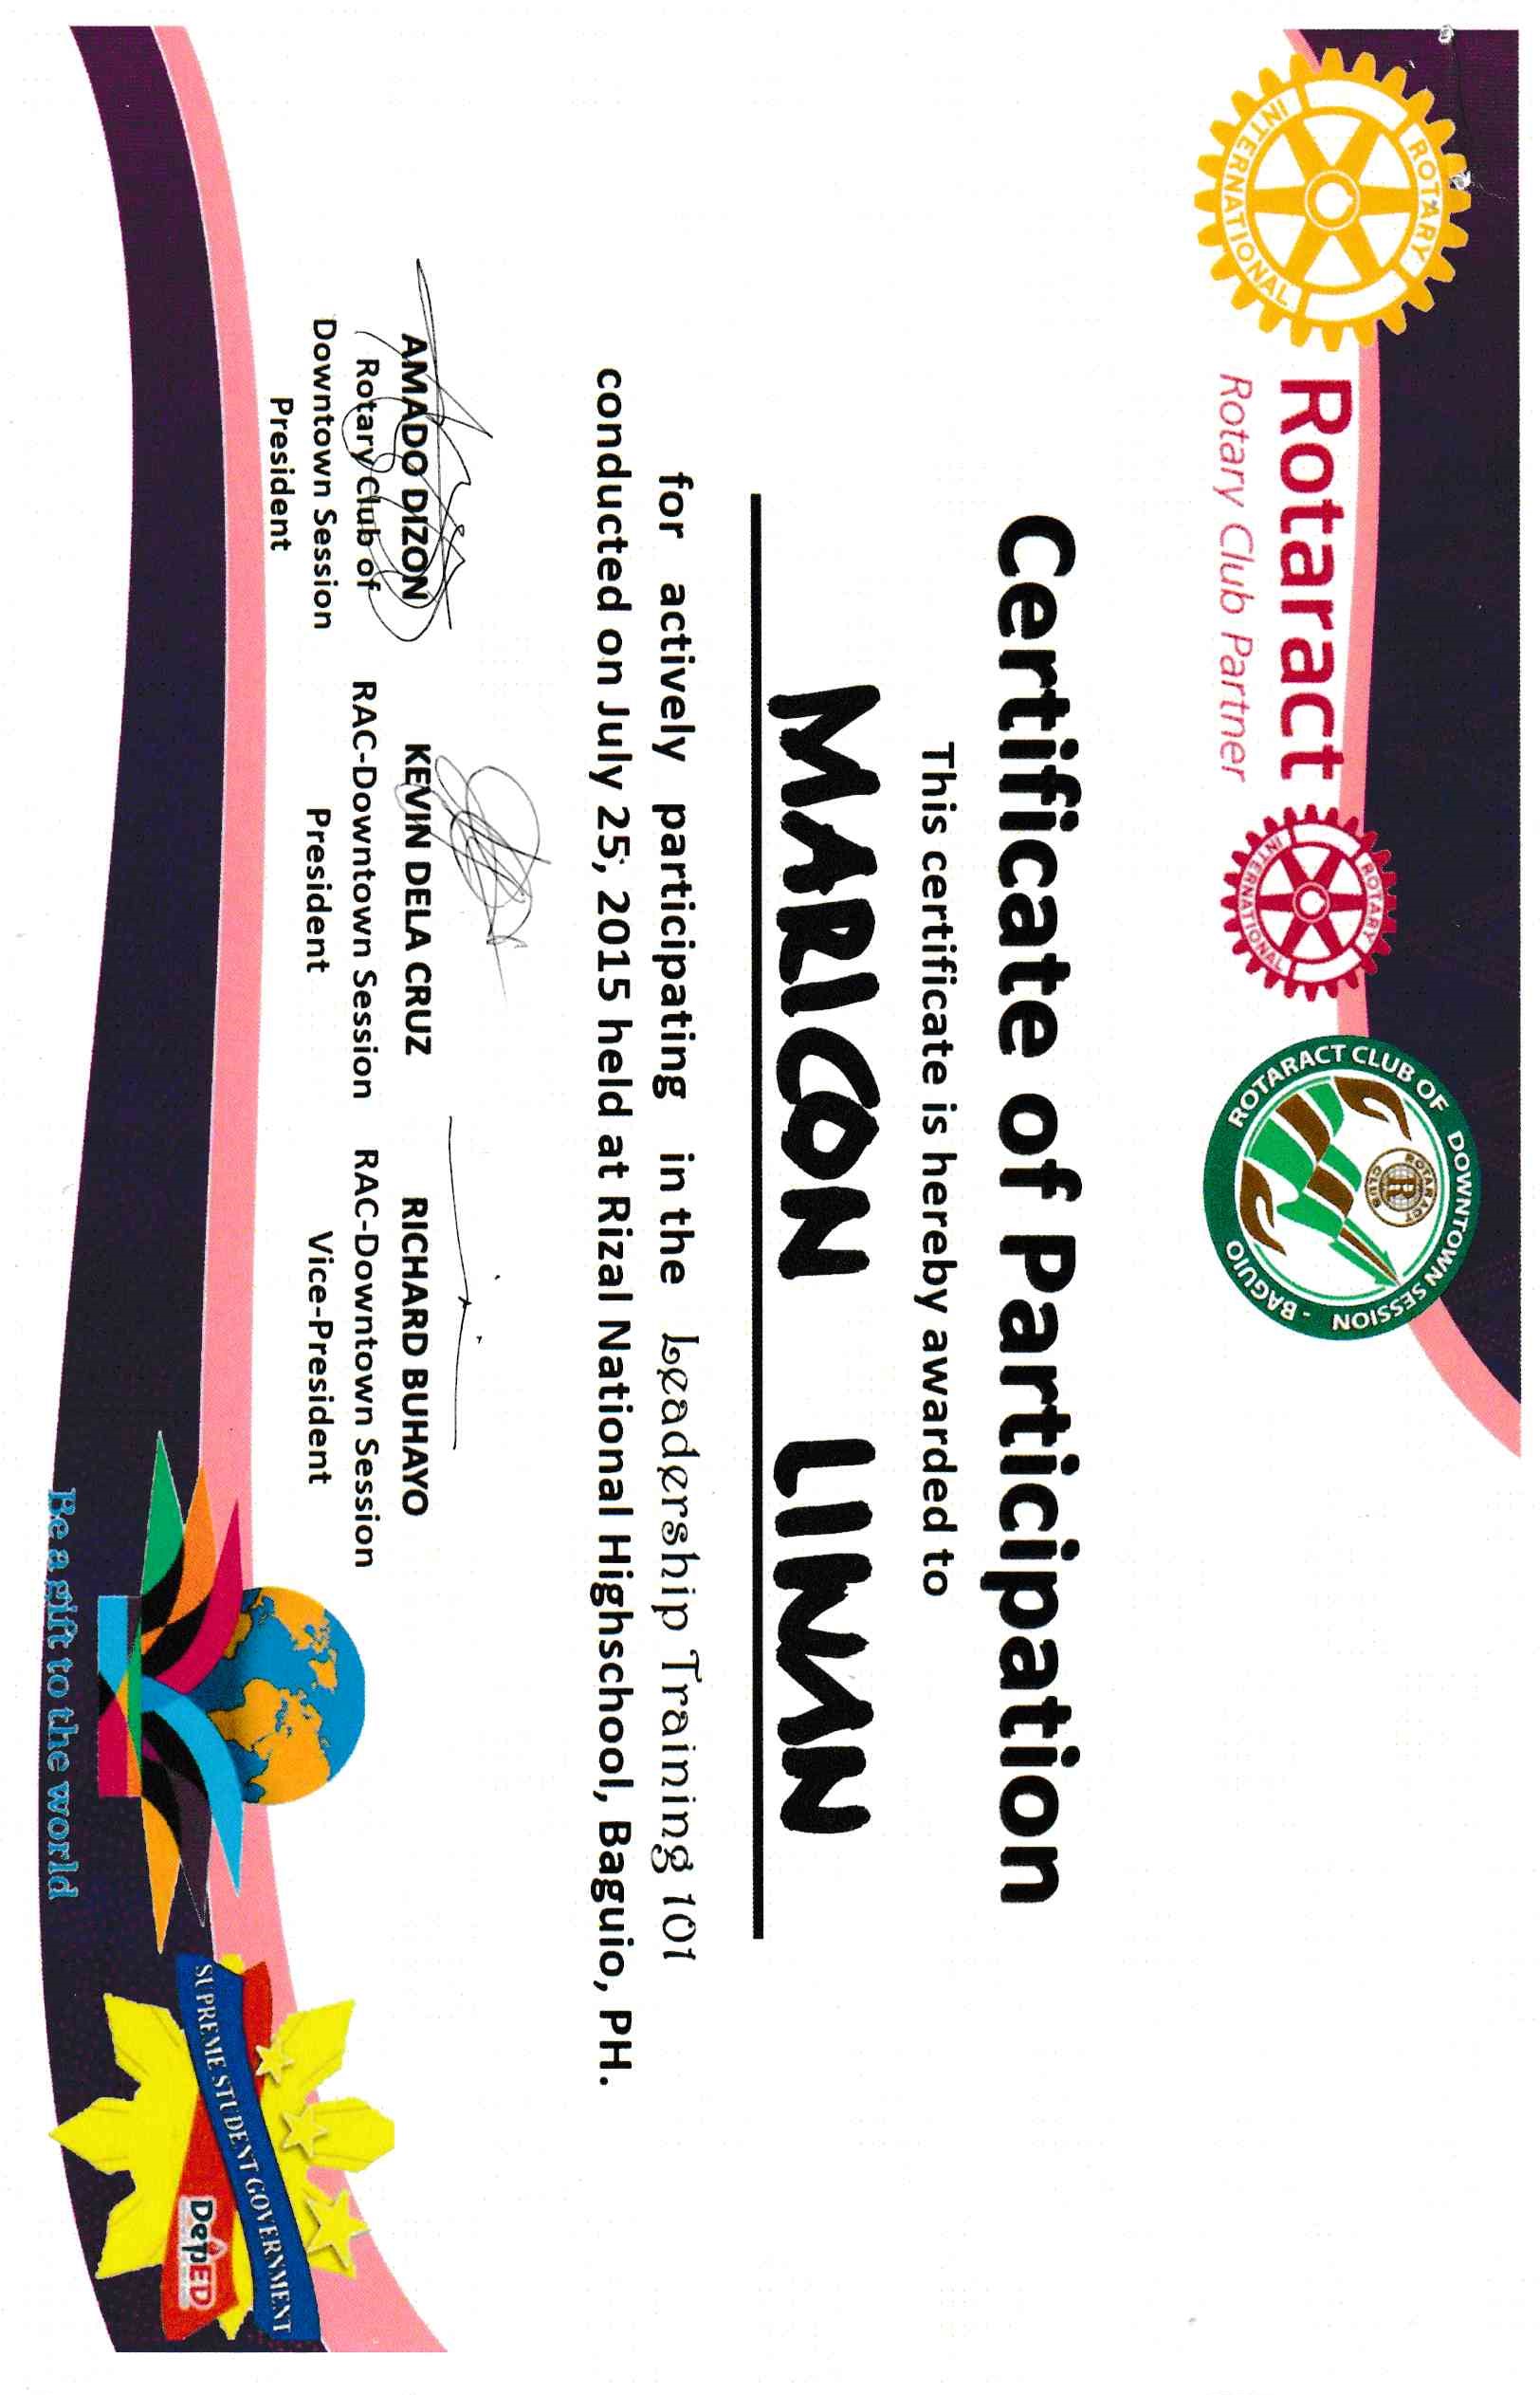 ROTARY
INTERNATIONAL
Rotaract
Rotary Club Partner
ROTARY
INTERNATIONAL
ROTARACT CLUB OF DOWNTOWN SESSION - BAGUIO
ROTARACT
R
CLUB
Certificate of Participation
This certificate is hereby awarded to
MARICON LINAN
for actively participating in the Leadership Training 101
conducted on July 25, 2015 held at Rizal National Highschool, Baguio, PH.
AMADO DIZON
Rotary Club of
Downtown Session
President
KEVIN DELA CRUZ
RAC-Downtown Session
President
RICHARD BUHAYO
RAC-Downtown Session
Vice-President
Be a gift to the world
SUPREME STUDENT GOVERNMENT
DepED